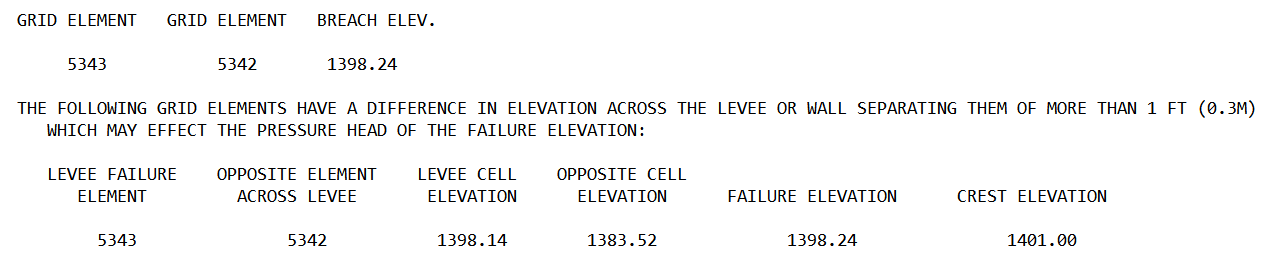 GRID ELEMENT GRID ELEMENT BREACH ELEV.
5343 5342 1398.24
THE FOLLOWING GRID ELEMENTS HAVE A DIFFERENCE IN ELEVATION ACROSS THE LEVEE OR WALL SEPARATING THEM OF MORE THAN 1 FT (0.3M)
WHICH MAY EFFECT THE PRESSURE HEAD OF THE FAILURE ELEVATION:
LEVEE FAILURE OPPOSITE ELEMENT LEVEE CELL OPPOSITE CELL
ELEMENT ACROSS LEVEE ELEVATION ELEVATION FAILURE ELEVATION CREST ELEVATION
5343 5342 1398.14 1383.52 1398.24 1401.00